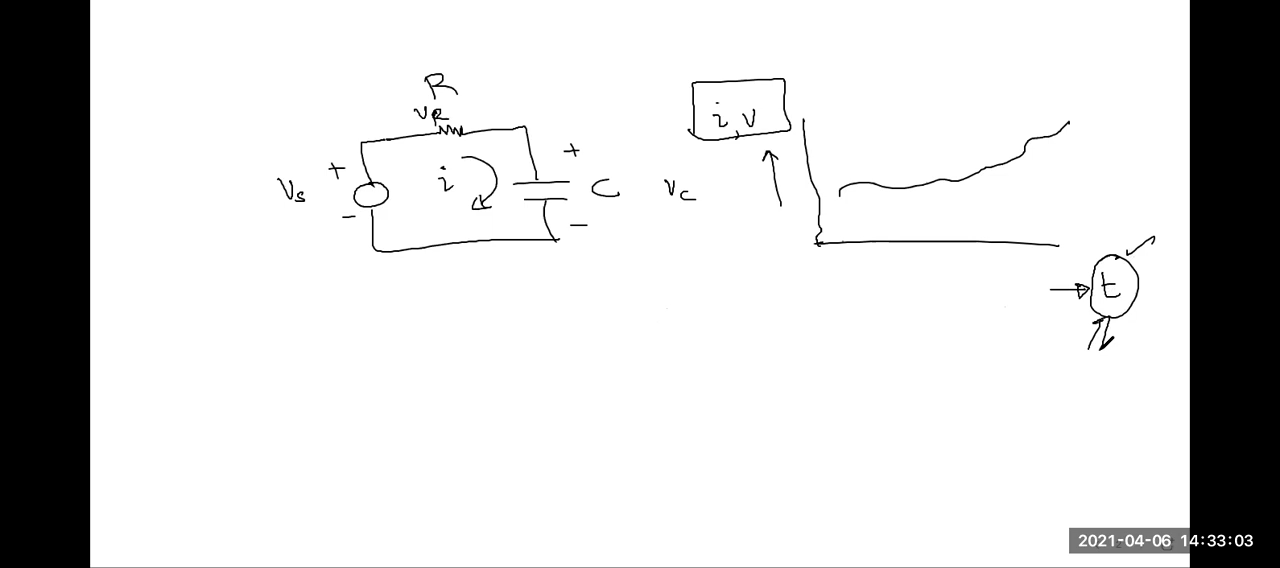 R
VR
i, v
+
+
Vs
i
C
Vc
-
-
t
2021-04-06 14:33:03